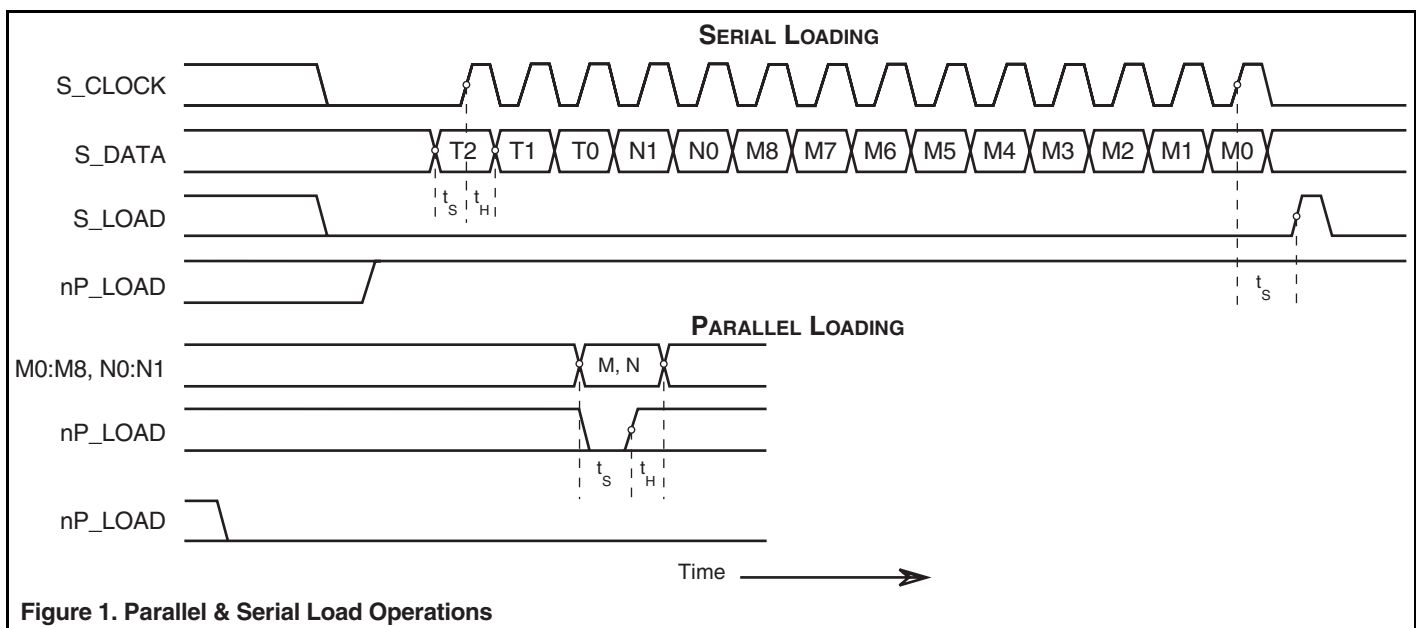 SERIAL LOADING
S_CLOCK
S_DATA T2 T1 T0 N1 N0 M8 M7 M6 M5 M4 M3 M2 M1 M0
tS tH
S_LOAD
nP_LOAD
tS
PARALLEL LOADING
M0:M8, N0:N1 M, N
nP_LOAD
tS tH
nP_LOAD
Time
Figure 1. Parallel & Serial Load Operations